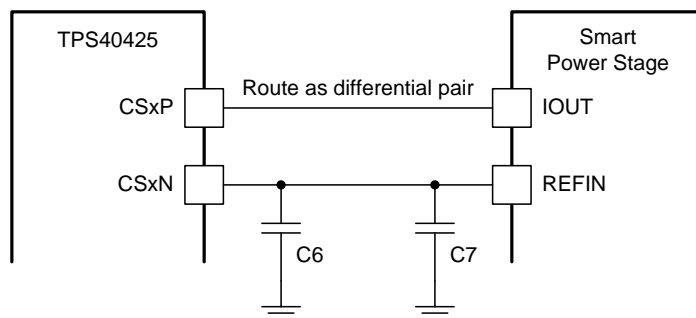 TPS40425
Smart
Power Stage
Route as differential pair
CSxP
IOUT
CSxN
REFIN
C6
C7